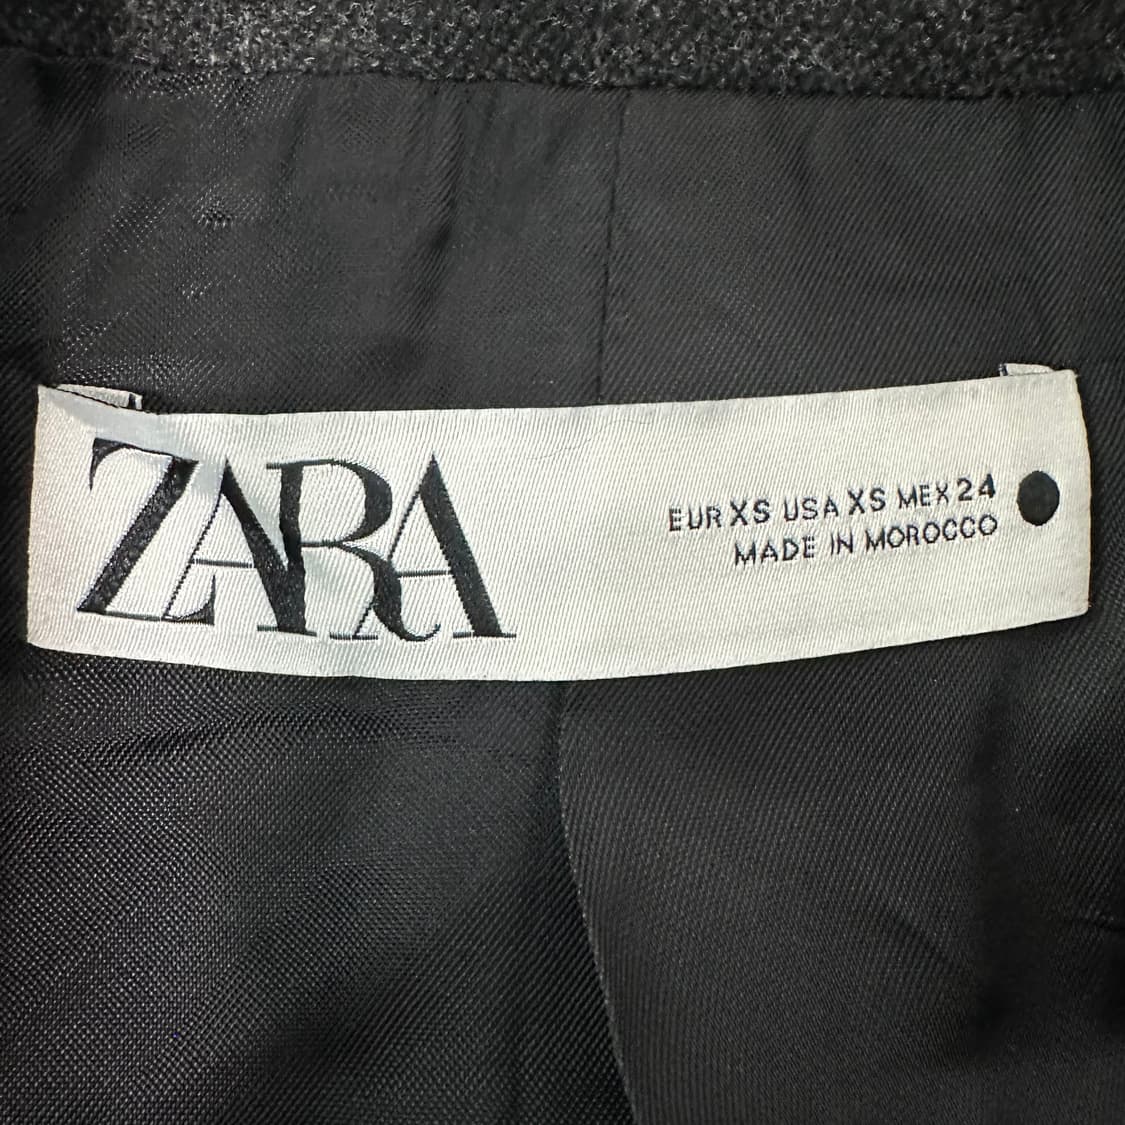 ZARA
EUR XS USA XS MEX 24
MADE IN MOROCCO